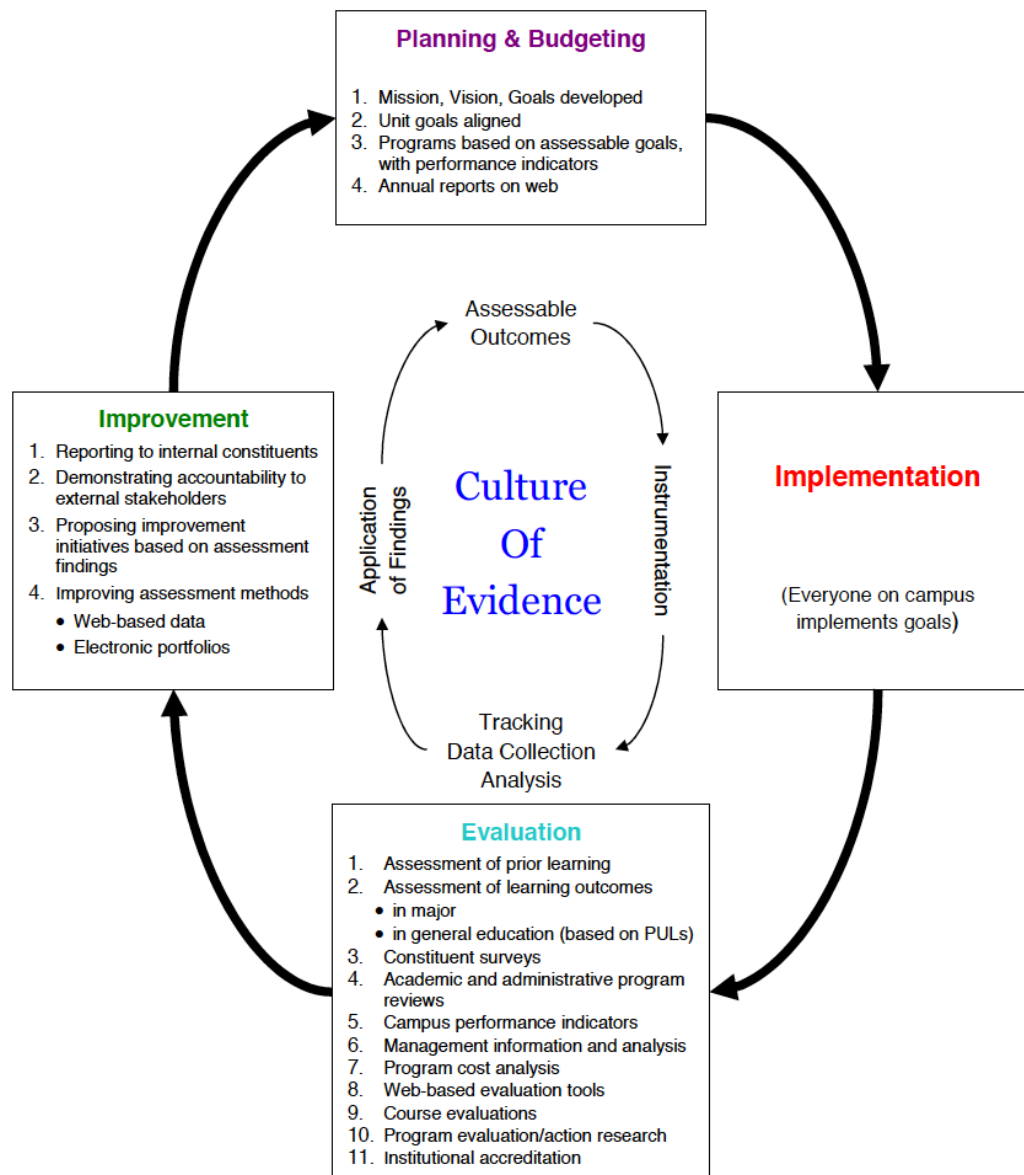 Planning & Budgeting
1. Mission, Vision, Goals developed
2. Unit goals aligned
3. Programs based on assessable goals,
with performance indicators
4. Annual reports on web
Assessable
Outcomes
Improvement
1. Reporting to internal constituents
2. Demonstrating accountability to
external stakeholders
3. Proposing improvement
initiatives based on assessment
findings
4. Improving assessment methods
• Web-based data
• Electronic portfolios
Application
of Findings
Culture
Of
Evidence
Instrumentation
Implementation
(Everyone on campus
implements goals)
Tracking
Data Collection
Analysis
Evaluation
1. Assessment of prior learning
2. Assessment of learning outcomes
• in major
• in general education (based on PULs)
3. Constituent surveys
4. Academic and administrative program
reviews
5. Campus performance indicators
6. Management information and analysis
7. Program cost analysis
8. Web-based evaluation tools
9. Course evaluations
10. Program evaluation/action research
11. Institutional accreditation